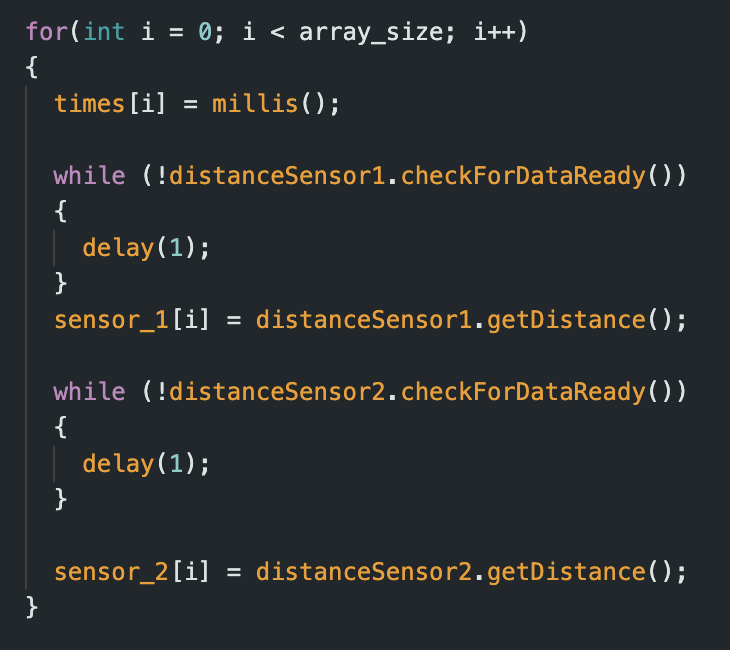 for(int i = 0; i < array_size; i++)
{
  times[i] = millis();

  while (!distanceSensor1.checkForDataReady())
  {
    delay(1);
  }
  sensor_1[i] = distanceSensor1.getDistance();

  while (!distanceSensor2.checkForDataReady())
  {
    delay(1);
  }

  sensor_2[i] = distanceSensor2.getDistance();
}